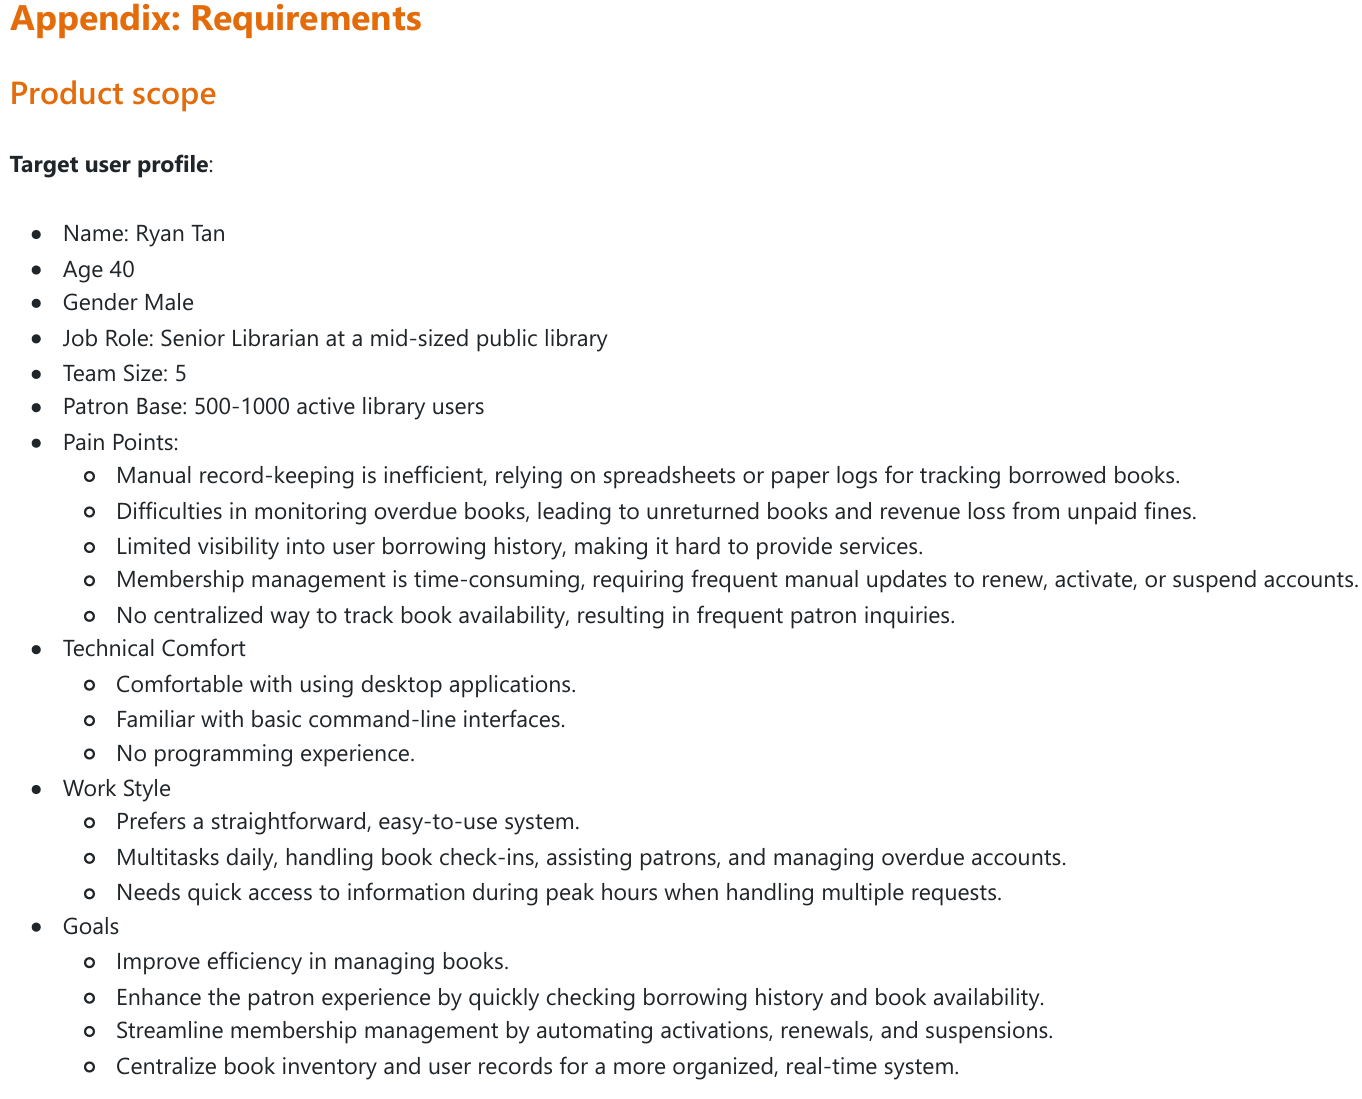 Appendix: Requirements
Product scope
Target user profile:
● Name: Ryan Tan
● Age 40
● Gender Male
● Job Role: Senior Librarian at a mid-sized public library
● Team Size: 5
● Patron Base: 500-1000 active library users
● Pain Points:
○ Manual record-keeping is inefficient, relying on spreadsheets or paper logs for tracking borrowed books.
○ Difficulties in monitoring overdue books, leading to unreturned books and revenue loss from unpaid fines.
○ Limited visibility into user borrowing history, making it hard to provide services.
○ Membership management is time-consuming, requiring frequent manual updates to renew, activate, or suspend accounts.
○ No centralized way to track book availability, resulting in frequent patron inquiries.
● Technical Comfort
○ Comfortable with using desktop applications.
○ Familiar with basic command-line interfaces.
○ No programming experience.
● Work Style
○ Prefers a straightforward, easy-to-use system.
○ Multitasks daily, handling book check-ins, assisting patrons, and managing overdue accounts.
○ Needs quick access to information during peak hours when handling multiple requests.
● Goals
○ Improve efficiency in managing books.
○ Enhance the patron experience by quickly checking borrowing history and book availability.
○ Streamline membership management by automating activations, renewals, and suspensions.
○ Centralize book inventory and user records for a more organized, real-time system.